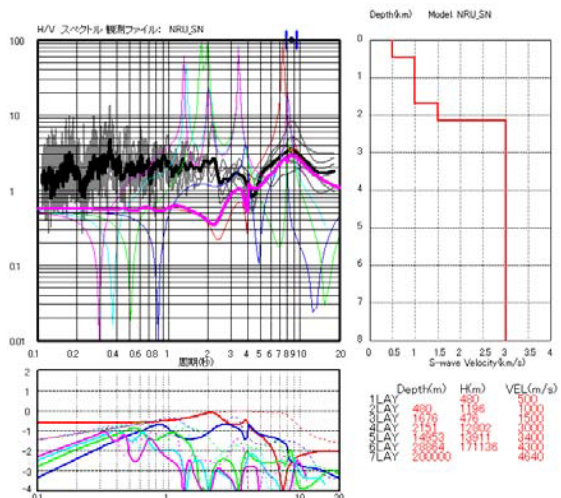 H/V スペクトル 観測ファイル: NRU_SN
100
10
1
0.1
0.01
0.1 0.2 0.4 0.6 0.8 1 2 3 4 5 6 7 8 9 10 20
周期(秒)
2
1
0
-1
-2
-3
-4
0.1 1 10 20
Depth(km) Model: NRU_SN
0
1
2
3
4
5
6
7
8
0 0.5 1 1.5 2 2.5 3 3.5 4
S-wave Velocity(km/s)
Depth(m) H(m) VEL(m/s)
1LAY 480 500
2LAY 480 1196 1000
3LAY 1676 475 1500
4LAY 2151 12802 3000
5LAY 14953 13911 3400
6LAY 28864 171136 4300
7LAY 200000 4640